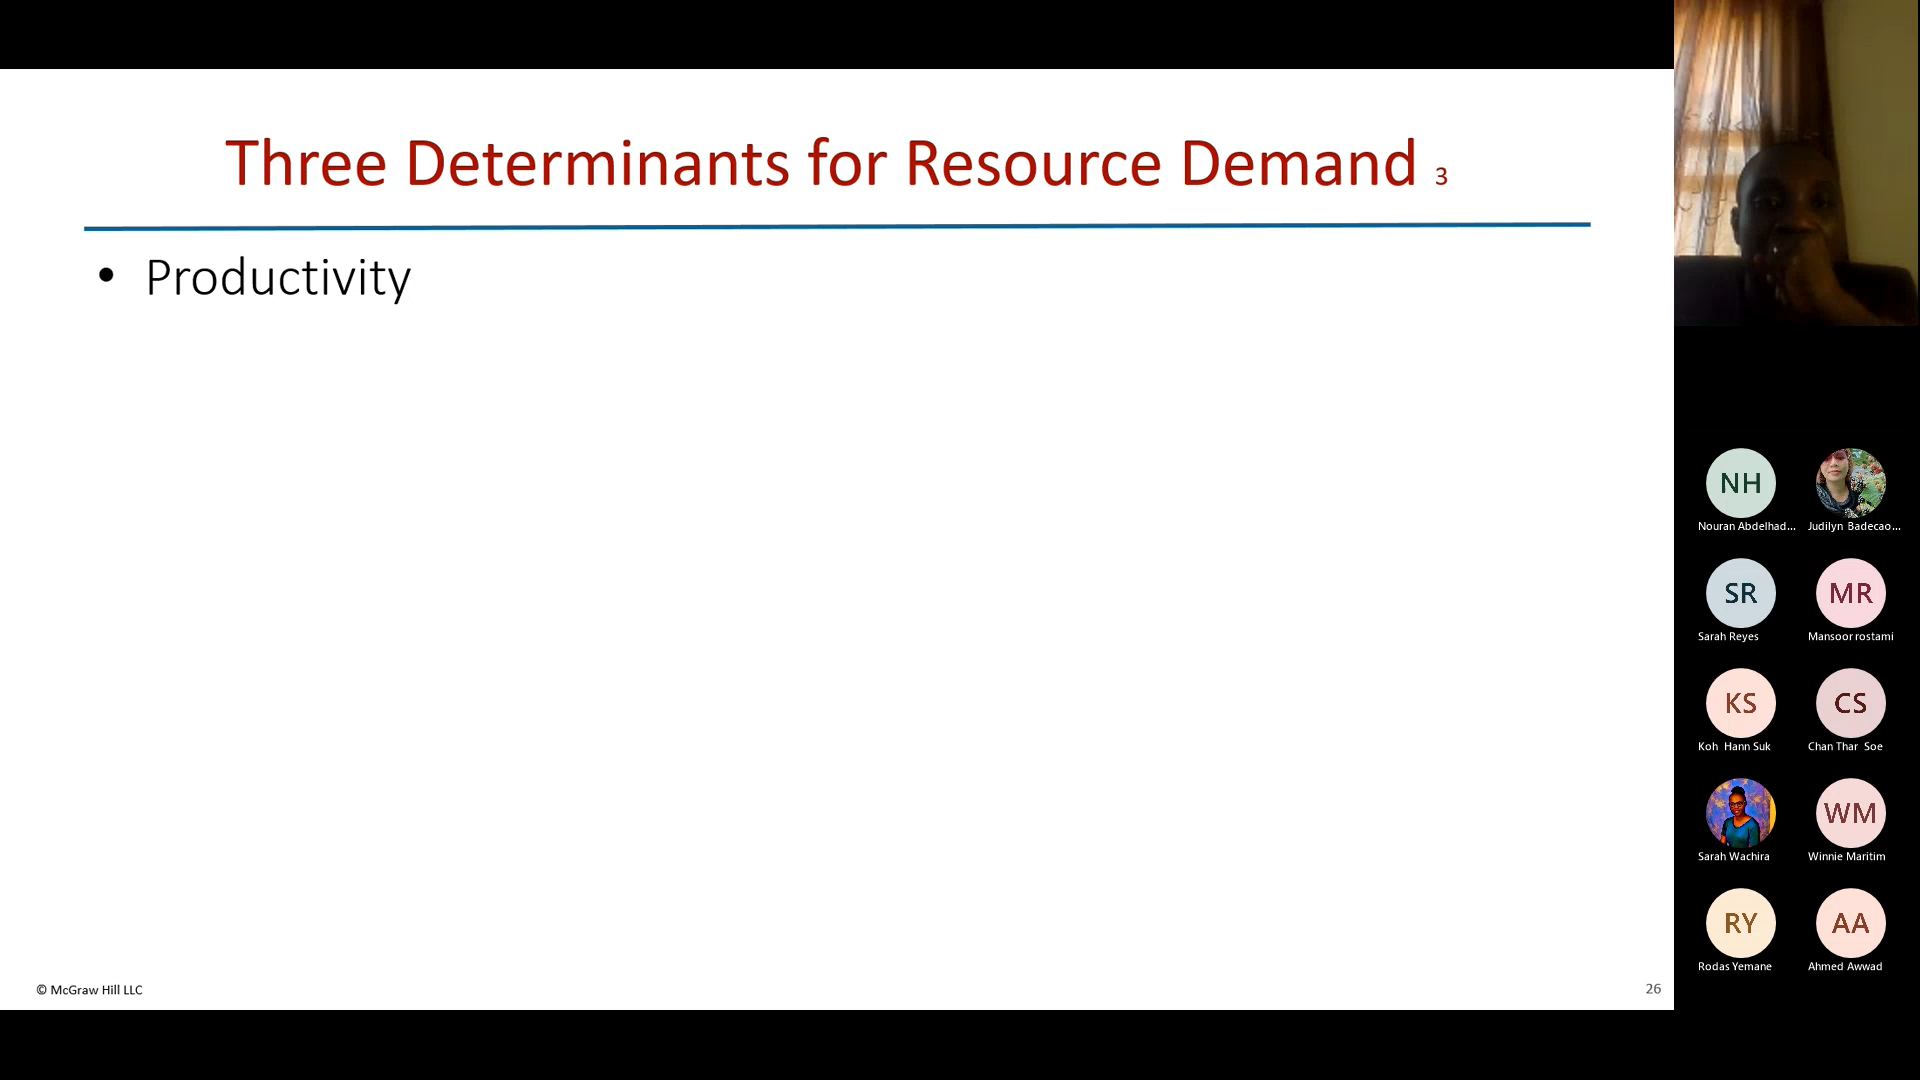 Three Determinants for Resource Demand 3
• Productivity
© McGraw Hill LLC
26
NH
Nouran Abdelhad...
Judilyn Badecao...
SR
Sarah Reyes
MR
Mansoor rostami
KS
Koh Hann Suk
CS
Chan Thar Soe
Sarah Wachira
WM
Winnie Maritim
RY
Rodas Yemane
AA
Ahmed Awwad